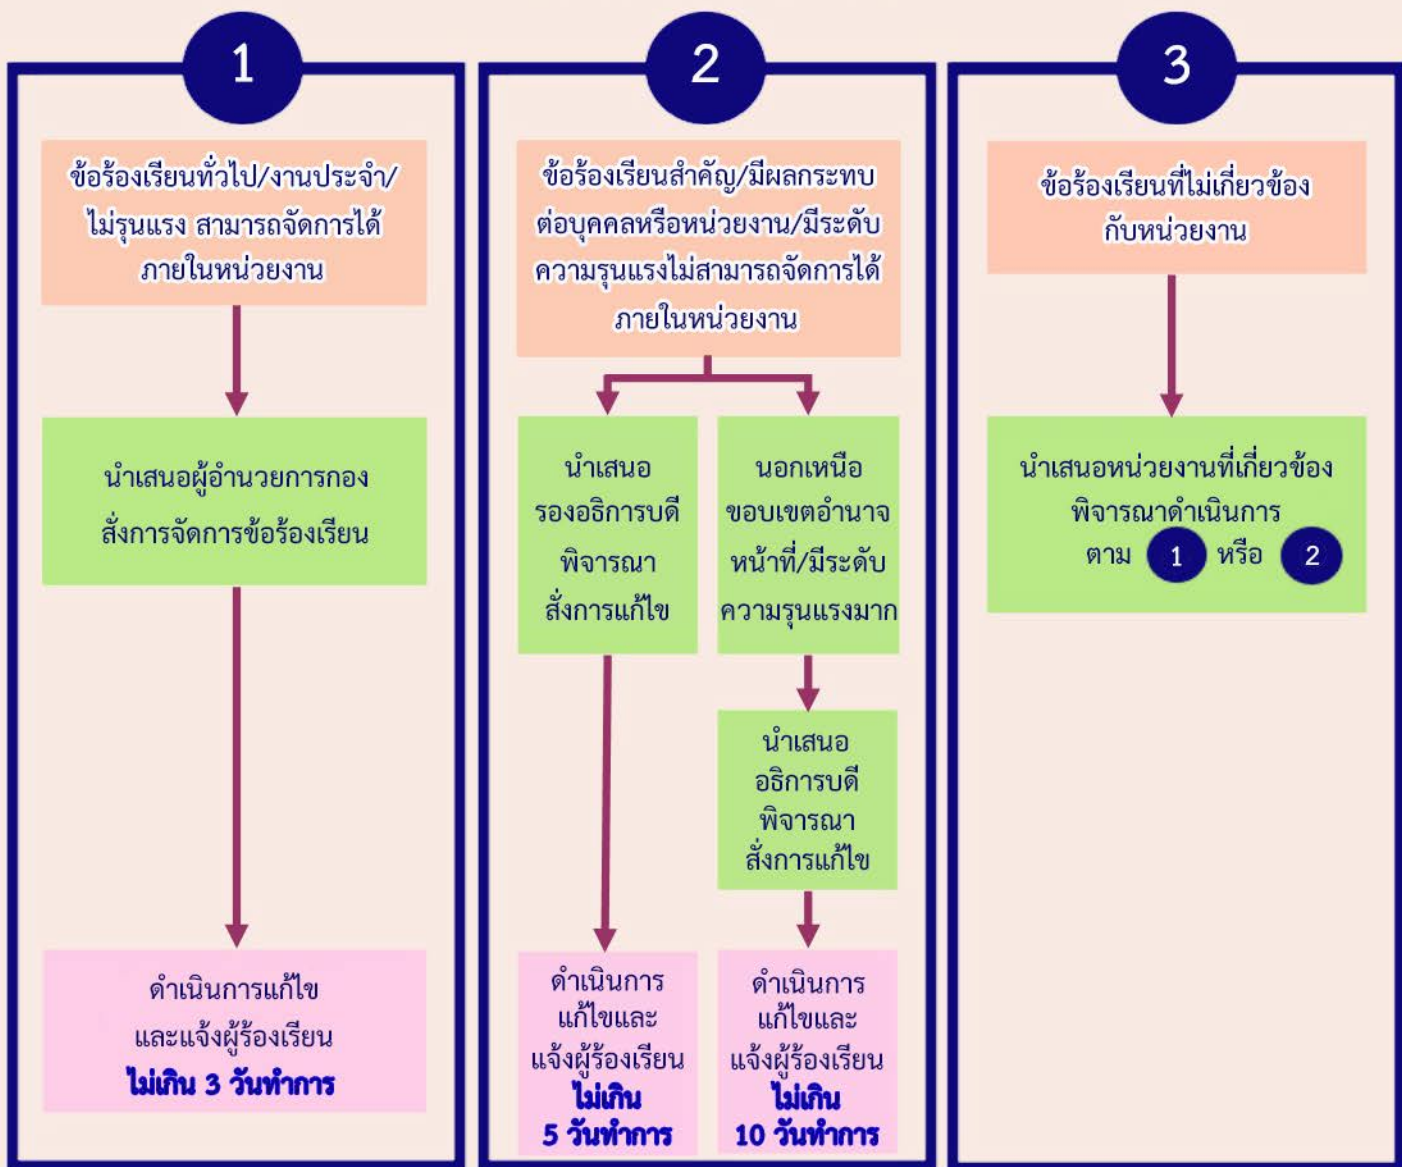 1
ข้อร้องเรียนทั่วไป/งานประจำ/
ไม่รุนแรง สามารถจัดการได้
ภายในหน่วยงาน
นำเสนอผู้อำนวยการกอง
สั่งการจัดการข้อร้องเรียน
ดำเนินการแก้ไข
และแจ้งผู้ร้องเรียน
ไม่เกิน 3 วันทำการ
2
ข้อร้องเรียนสำคัญ/มีผลกระทบ
ต่อบุคคลหรือหน่วยงาน/มีระดับ
ความรุนแรงไม่สามารถจัดการได้
ภายในหน่วยงาน
นำเสนอ
รองอธิการบดี
พิจารณา
สั่งการแก้ไข
ดำเนินการ
แก้ไขและ
แจ้งผู้ร้องเรียน
ไม่เกิน
5 วันทำการ
นอกเหนือ
ขอบเขตอำนาจ
หน้าที่/มีระดับ
ความรุนแรงมาก
นำเสนอ
อธิการบดี
พิจารณา
สั่งการแก้ไข
ดำเนินการ
แก้ไขและ
แจ้งผู้ร้องเรียน
ไม่เกิน
10 วันทำการ
3
ข้อร้องเรียนที่ไม่เกี่ยวข้อง
กับหน่วยงาน
นำเสนอหน่วยงานที่เกี่ยวข้อง
พิจารณาดำเนินการ
ตาม 1 หรือ 2